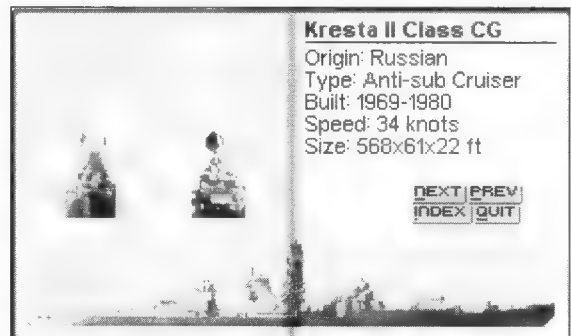 Kresta II Class CG
Origin: Russian
Type: Anti-sub Cruiser
Built: 1969-1980
Speed: 34 knots
Size: 568x61x22 ft
NEXT PREV
INDEX QUIT